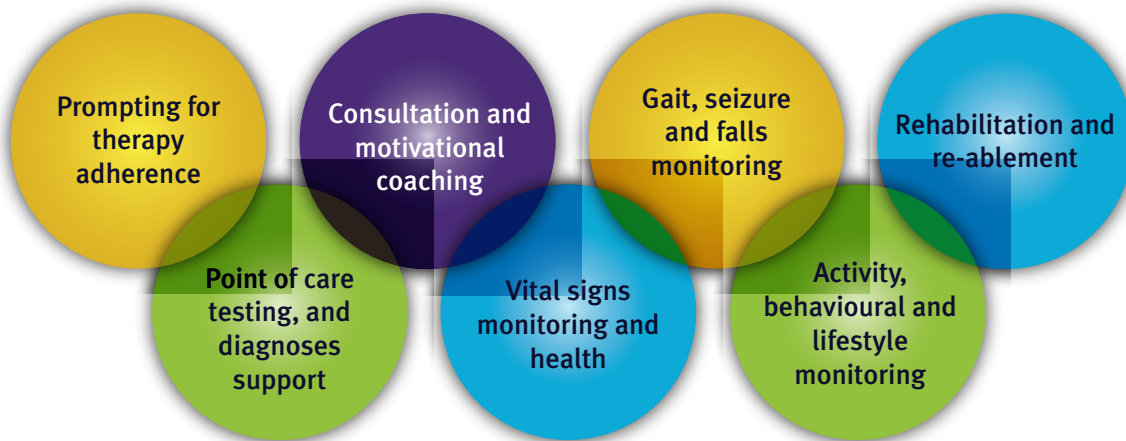 Prompting for
therapy
adherence
Consultation and
motivational
coaching
Gait, seizure
and falls
monitoring
Rehabilitation and
re-ablement
Point of care
testing, and
diagnoses
support
Vital signs
monitoring and
health
Activity,
behavioural and
lifestyle
monitoring